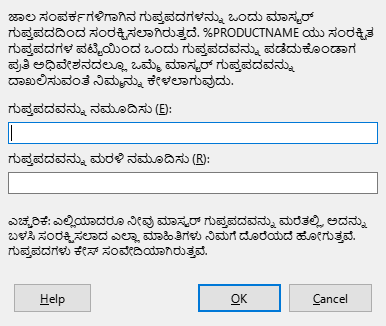 ಜಾಲ ಸಂಪರ್ಕಗಳಿಗಾಗಿನ ಗುಪ್ತಪದಗಳನ್ನು ಒಂದು ಮಾಸ್ಟರ್
ಗುಪ್ತಪದದಿಂದ ಸಂರಕ್ಷಿಸಲಾಗಿರುತ್ತದೆ. %PRODUCTNAME ಯು ಸಂರಕ್ಷಿತ
ಗುಪ್ತಪದಗಳ ಪಟ್ಟಿಯಿಂದ ಒಂದು ಗುಪ್ತಪದವನ್ನು ಪಡೆದುಕೊಂಡಾಗ
ಪ್ರತಿ ಅಧಿವೇಶನದಲ್ಲೂ ಒಮ್ಮೆ ಮಾಸ್ಟರ್ ಗುಪ್ತಪದವನ್ನು
ದಾಖಲಿಸುವಂತೆ ನಿಮ್ಮನ್ನು ಕೇಳಲಾಗುವುದು.
ಗುಪ್ತಪದವನ್ನು ನಮೂದಿಸು (E):
ಗುಪ್ತಪದವನ್ನು ಮರಳಿ ನಮೂದಿಸು (R):
ಎಚ್ಚರಿಕೆ: ಎಲ್ಲಿಯಾದರೂ ನೀವು ಮಾಸ್ಟರ್ ಗುಪ್ತಪದವನ್ನು ಮರೆತಲ್ಲಿ, ಅದನ್ನು
ಬಳಸಿ ಸಂರಕ್ಷಿಸಲಾದ ಎಲ್ಲಾ ಮಾಹಿತಿಗಳು ನಿಮಗೆ ದೊರೆಯದೆ ಹೋಗುತ್ತವೆ.
ಗುಪ್ತಪದಗಳು ಕೇಸ್ ಸಂವೇದಿಯಾಗಿರುತ್ತವೆ.
Help OK Cancel